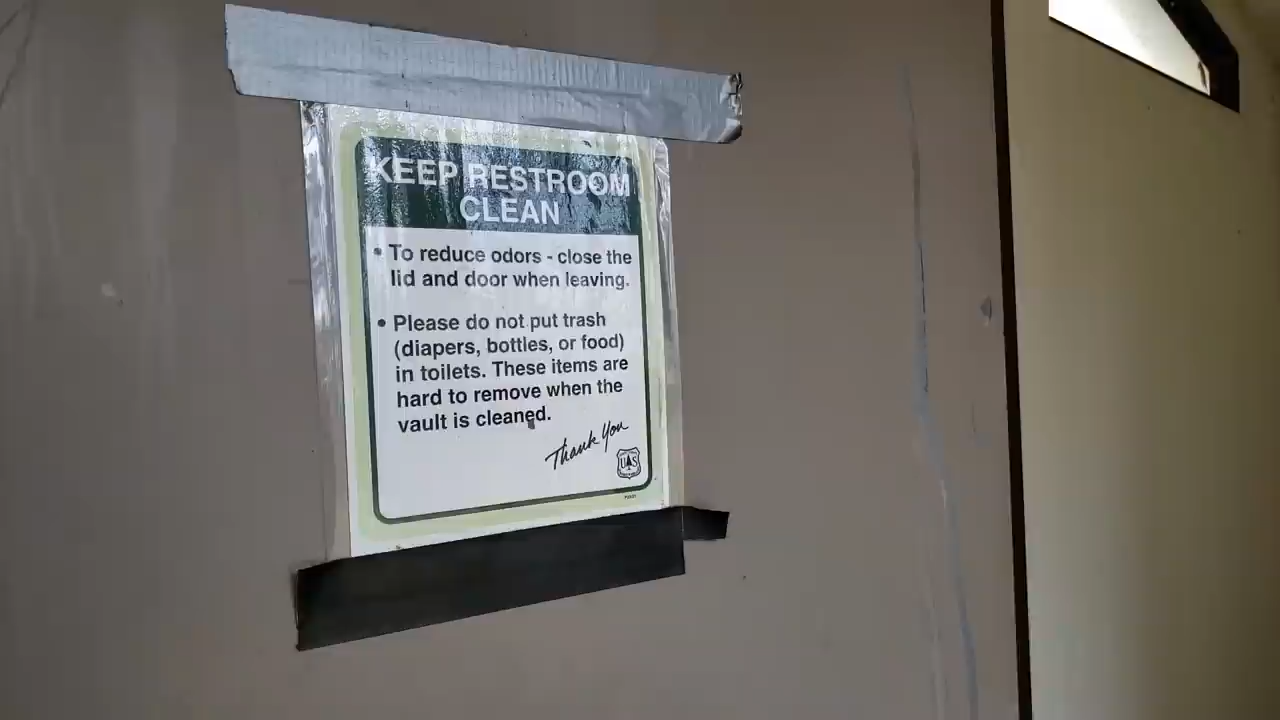 KEEP RESTROOM
CLEAN
• To reduce odors - close the
lid and door when leaving.
• Please do not put trash
(diapers, bottles, or food)
in toilets. These items are
hard to remove when the
vault is cleaned.
Thank You
U S